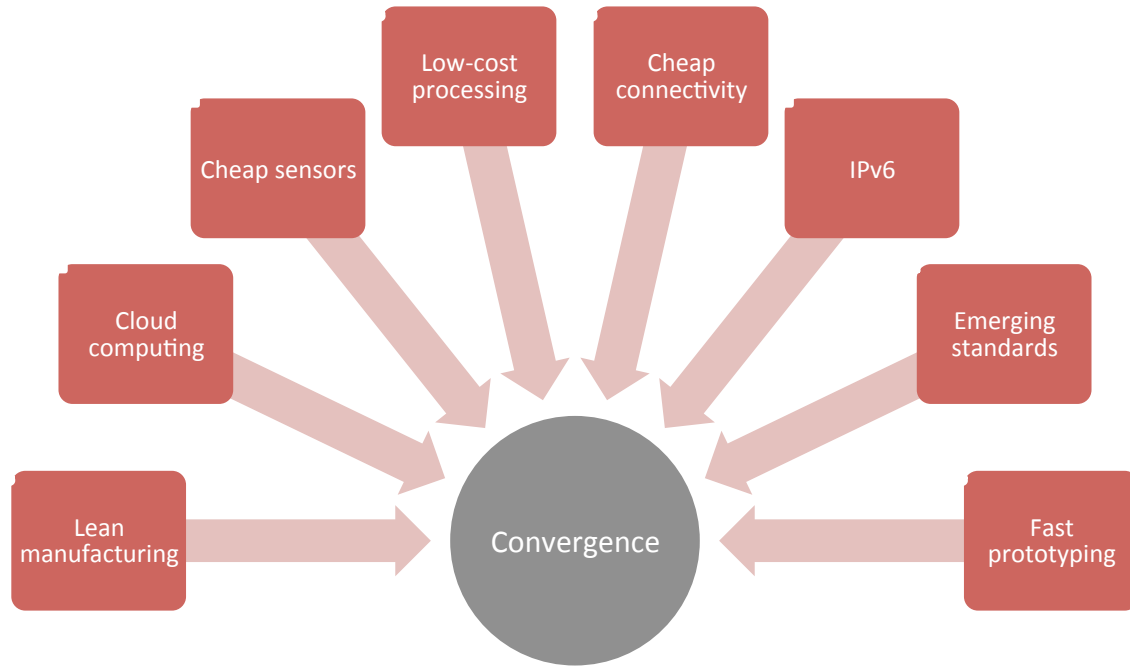 Low-cost
processing
Cheap
connectivity
Cheap sensors
IPv6
Cloud
computing
Emerging
standards
Lean
manufacturing
Convergence
Fast
prototyping